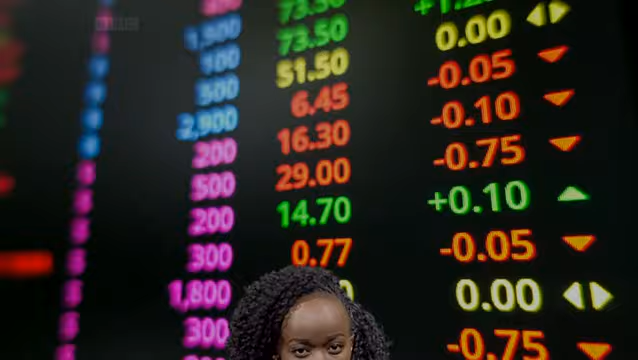 200 73.50 +1.25
1,500 73.50 0.00
100 51.50 -0.05
500 6.45 -0.10
2,900 16.30 -0.75
200 29.00 +0.10
500 14.70 -0.05
200 0.77 0.00
300 -0.75
1,800
300